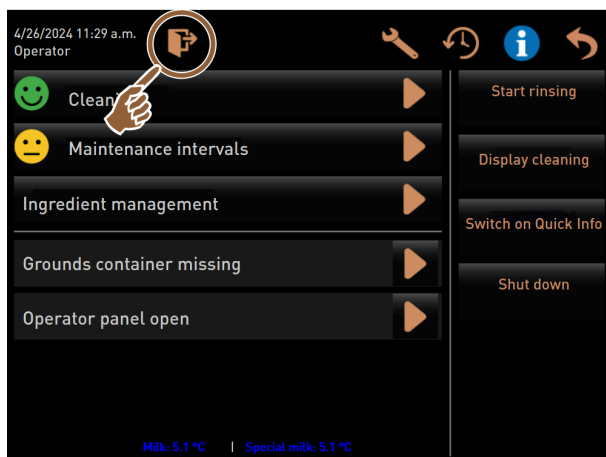 4/26/2024 11:29 a.m.
Operator
Start rinsing
Maintenance intervals
Display cleaning
Ingredient management
Switch on Quick Info
Grounds container missing
Shut down
Operator panel open
Milk: 5.1 °C | Special milk: 5.1 °C